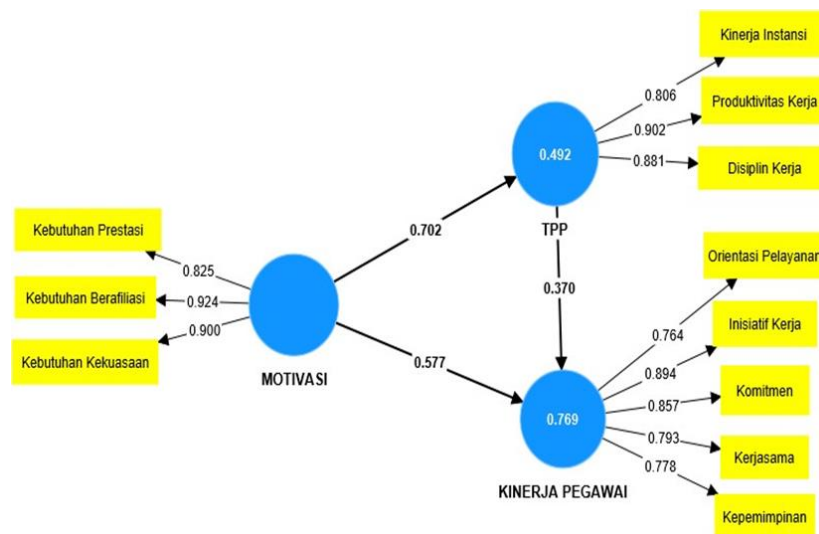 Kinerja Instansi
0.806
Produktivitas Kerja
0.902
0.492
0.881
Disiplin Kerja
TPP
Kebutuhan Prestasi
0.825
0.702
Kebutuhan Berafiliasi
0.924
0.900
Kebutuhan Kekuasaan
MOTIVASI
0.370
Orientasi Pelayanan
0.764
Inisiatif Kerja
0.577
0.894
Komitmen
0.857
0.769
0.793
Kerjasama
0.778
KINERJA PEGAWAI
Kepemimpinan